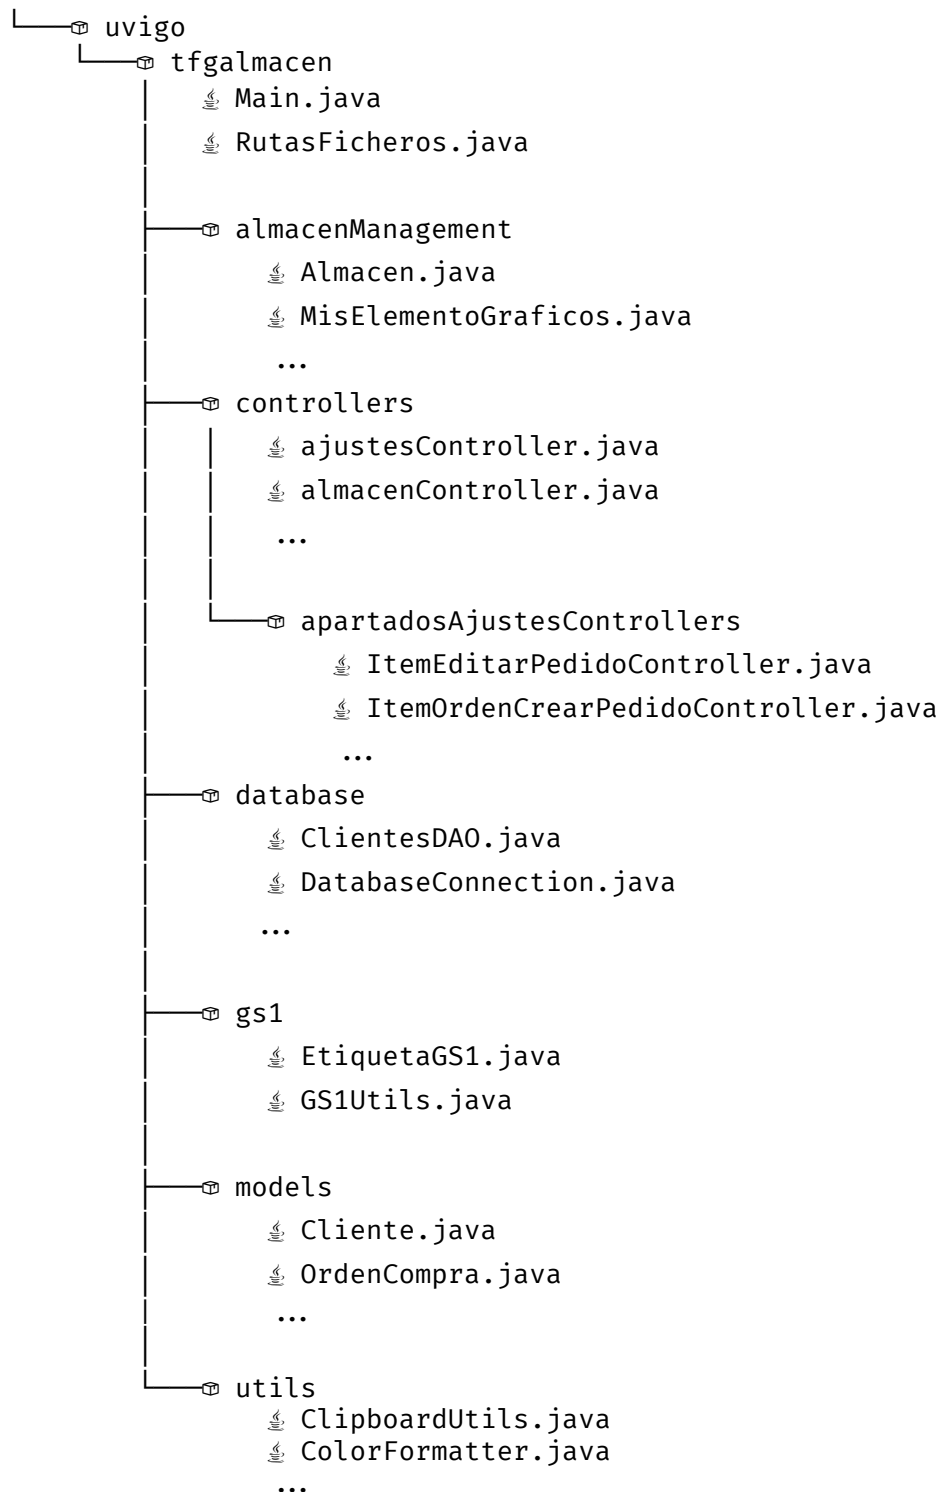 uvigo
tfgalmacen
Main.java
RutasFicheros.java
almacenManagement
Almacen.java
MisElementoGraficos.java
...
controllers
ajustesController.java
almacenController.java
...
apartadosAjustesControllers
ItemEditarPedidoController.java
ItemOrdenCrearPedidoController.java
...
database
ClientesDAO.java
DatabaseConnection.java
...
gs1
EtiquetaGS1.java
GS1Utils.java
models
Cliente.java
OrdenCompra.java
...
utils
ClipboardUtils.java
ColorFormatter.java
...